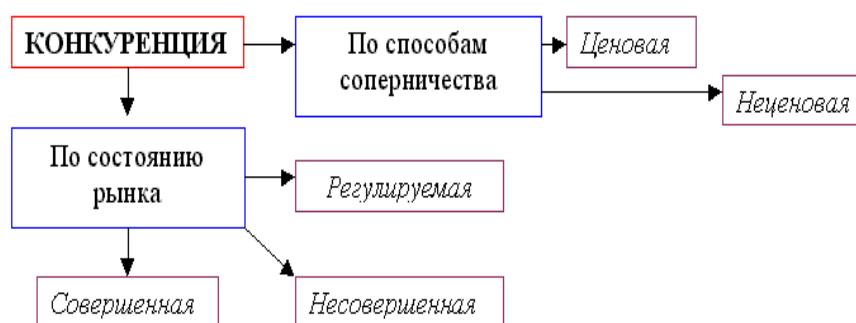 КОНКУРЕНЦИЯ
По способам
соперничества
Ценовая
Неценовая
По состоянию
рынка
Регулируемая
Совершенная
Несовершенная